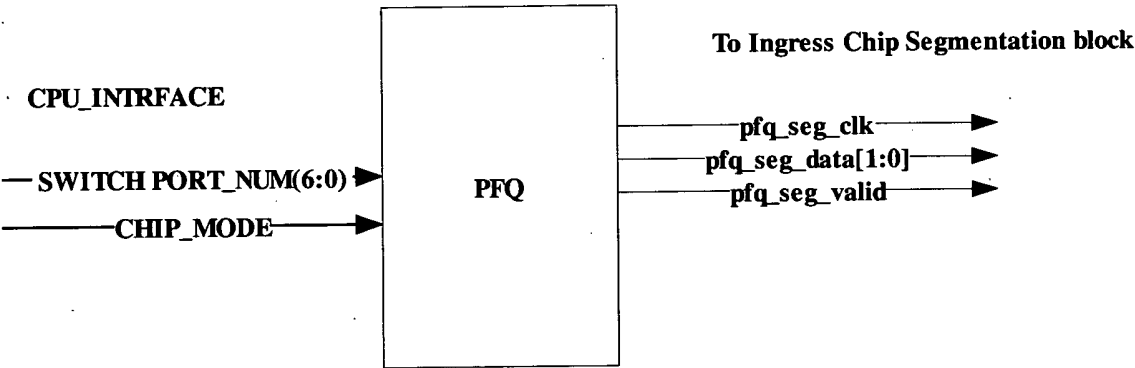 To Ingress Chip Segmentation block
CPU_INTRFACE
pfq_seg_clk
pfq_seg_data[1:0]
pfq_seg_valid
SWITCH PORT_NUM(6:0)
CHIP_MODE
PFQ